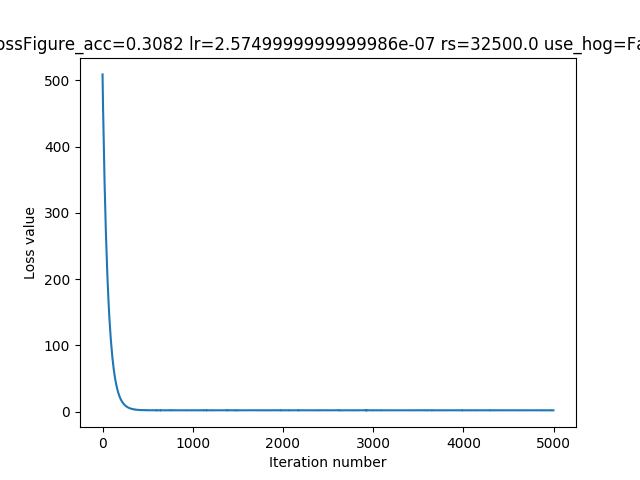 ossFigure_acc=0.3082 lr=2.5749999999999986e-07 rs=32500.0 use_hog=Fa
500
400
300
200
100
0
Loss value
0 1000 2000 3000 4000 5000
Iteration number